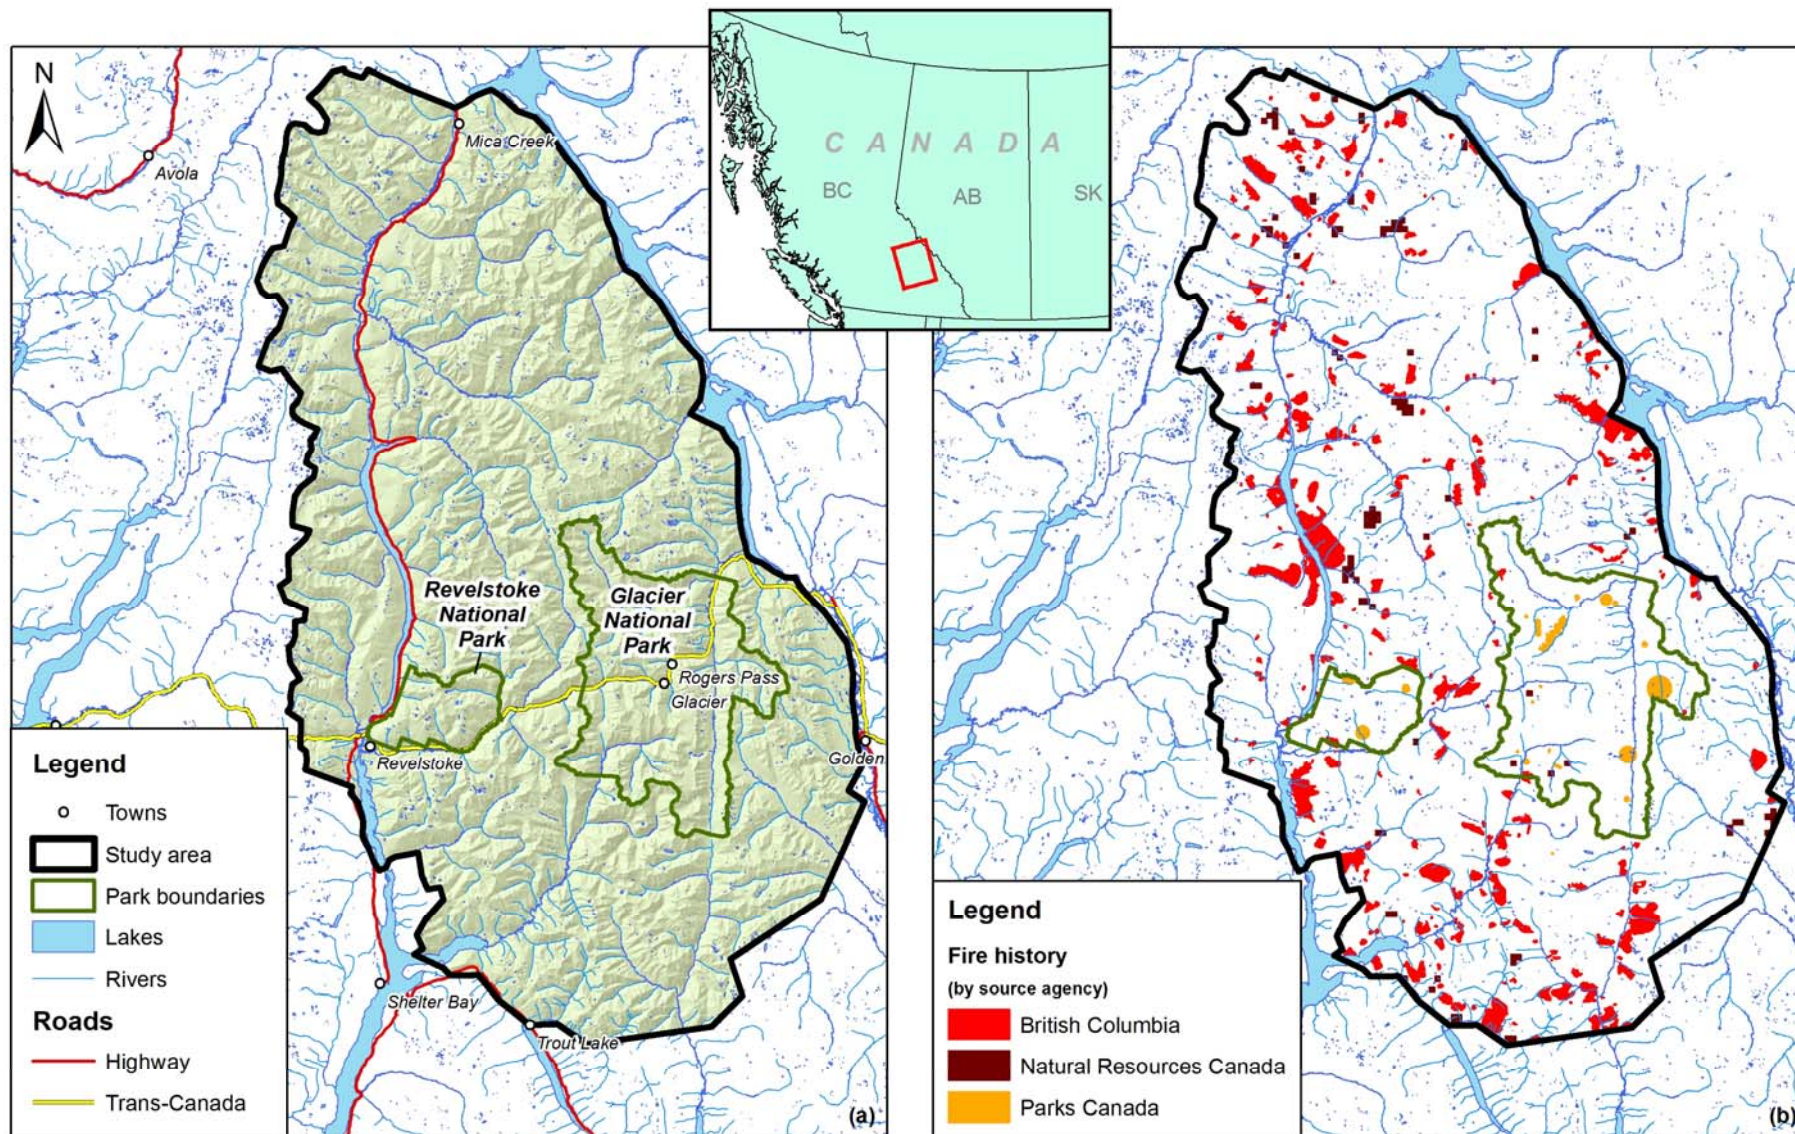 N
Avola
Mica Creek
Revelstoke
National
Park
Glacier
National
Park
Rogers Pass
Glacier
Revelstoke
Golden
Shelter Bay
Trout Lake
Legend
Towns
Study area
Park boundaries
Lakes
Rivers
Roads
Highway
Trans-Canada
(a)
CANADA
BC
AB
SK
Legend
Fire history
(by source agency)
British Columbia
Natural Resources Canada
Parks Canada
(b)